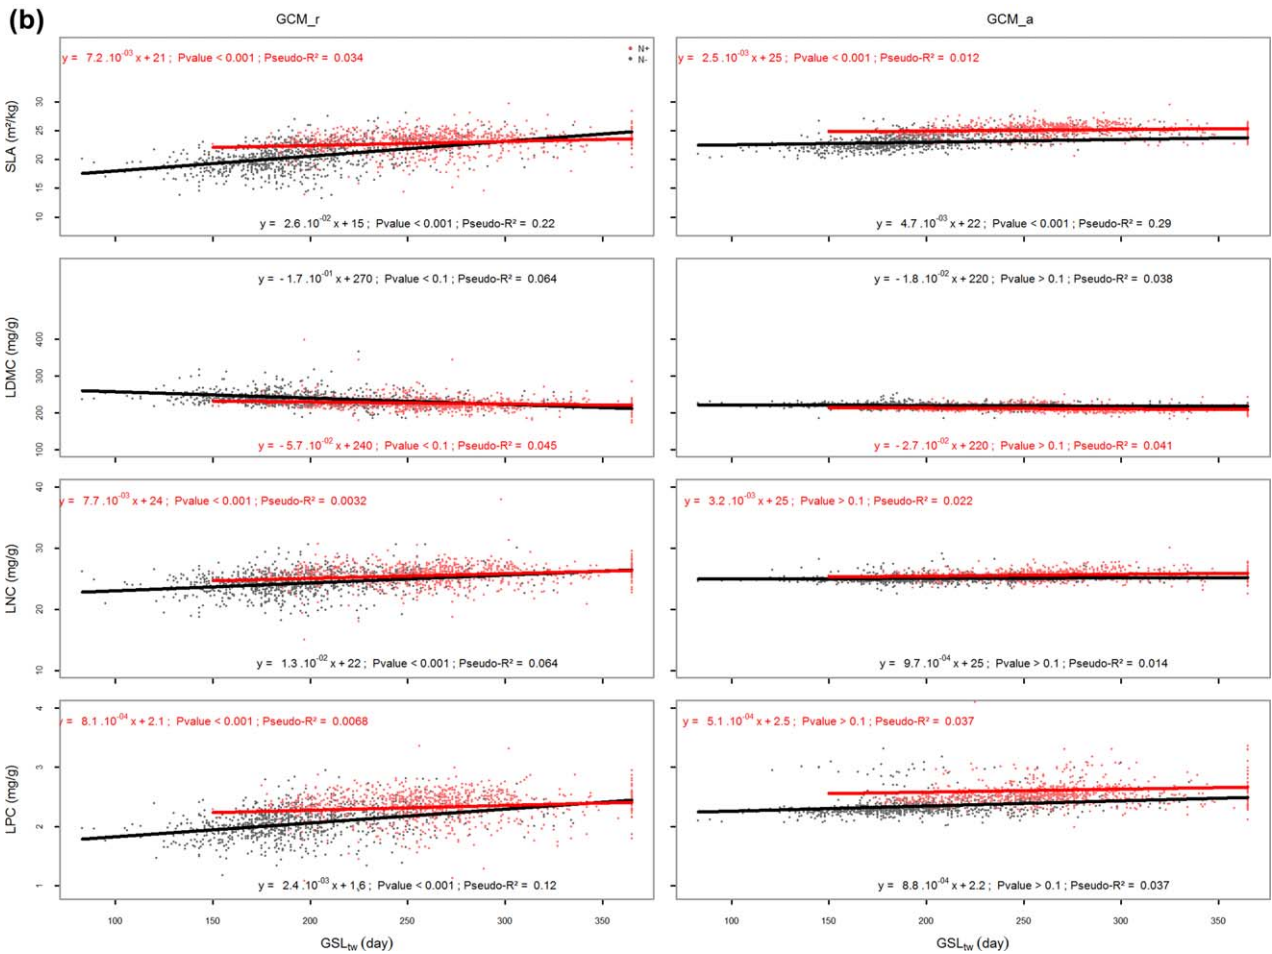 (b)
GCM_r
GCM_a
y = 7.2 .10^-03 x + 21 ; Pvalue < 0.001 ; Pseudo-R² = 0.034
N+
N-
y = 2.5 .10^-03 x + 25 ; Pvalue < 0.001 ; Pseudo-R² = 0.012
SLA (m²/kg)
30
25
20
15
10
y = 2.6 .10^-02 x + 15 ; Pvalue < 0.001 ; Pseudo-R² = 0.22
y = 4.7 .10^-03 x + 22 ; Pvalue < 0.001 ; Pseudo-R² = 0.29
y = - 1.7 .10^-01 x + 270 ; Pvalue < 0.1 ; Pseudo-R² = 0.064
y = - 1.8 .10^-02 x + 220 ; Pvalue > 0.1 ; Pseudo-R² = 0.038
LDMC (mg/g)
400
300
200
100
y = - 5.7 .10^-02 x + 240 ; Pvalue < 0.1 ; Pseudo-R² = 0.045
y = - 2.7 .10^-02 x + 220 ; Pvalue > 0.1 ; Pseudo-R² = 0.041
y = 7.7 .10^-03 x + 24 ; Pvalue < 0.001 ; Pseudo-R² = 0.0032
y = 3.2 .10^-03 x + 25 ; Pvalue > 0.1 ; Pseudo-R² = 0.022
LNC (mg/g)
40
30
20
10
y = 1.3 .10^-02 x + 22 ; Pvalue < 0.001 ; Pseudo-R² = 0.064
y = 9.7 .10^-04 x + 25 ; Pvalue > 0.1 ; Pseudo-R² = 0.014
y = 8.1 .10^-04 x + 2.1 ; Pvalue < 0.001 ; Pseudo-R² = 0.0068
y = 5.1 .10^-04 x + 2.5 ; Pvalue > 0.1 ; Pseudo-R² = 0.037
LPC (mg/g)
4
3
2
1
y = 2.4 .10^-03 x + 1.6 ; Pvalue < 0.001 ; Pseudo-R² = 0.12
y = 8.8 .10^-04 x + 2.2 ; Pvalue > 0.1 ; Pseudo-R² = 0.037
100 150 200 250 300 350
100 150 200 250 300 350
GSLtw (day)
GSLtw (day)